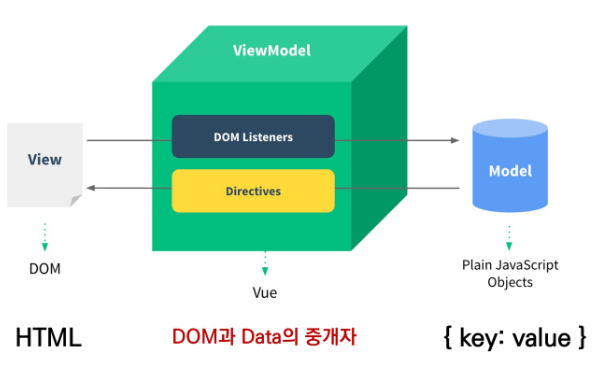 ViewModel
DOM Listeners
View
Model
Directives
DOM
Vue
Plain JavaScript
Objects
HTML
DOM과 Data의 중개자
{ key: value }